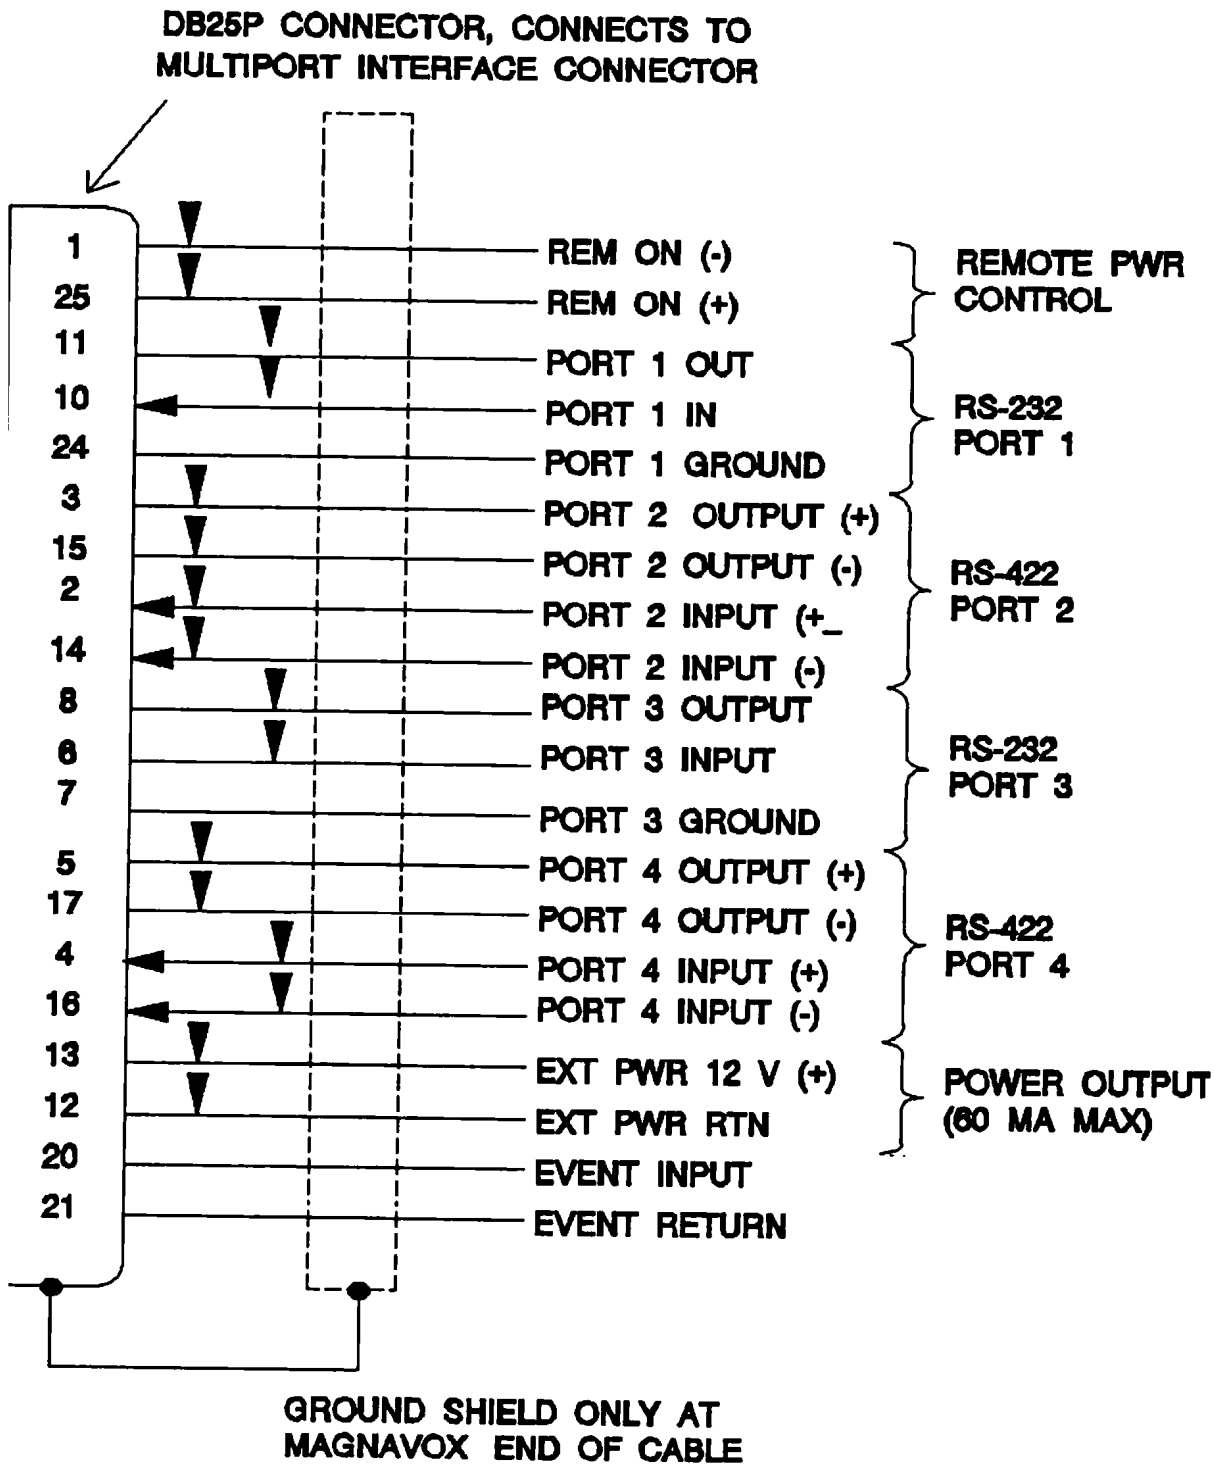 DB25P CONNECTOR, CONNECTS TO
MULTIPORT INTERFACE CONNECTOR
1 REM ON (-)
25 REM ON (+)
REMOTE PWR
CONTROL
11 PORT 1 OUT
10 PORT 1 IN
24 PORT 1 GROUND
RS-232
PORT 1
3 PORT 2 OUTPUT (+)
15 PORT 2 OUTPUT (-)
2 PORT 2 INPUT (+_
14 PORT 2 INPUT (-)
RS-422
PORT 2
8 PORT 3 OUTPUT
6 PORT 3 INPUT
7 PORT 3 GROUND
RS-232
PORT 3
5 PORT 4 OUTPUT (+)
17 PORT 4 OUTPUT (-)
4 PORT 4 INPUT (+)
16 PORT 4 INPUT (-)
RS-422
PORT 4
13 EXT PWR 12 V (+)
12 EXT PWR RTN
POWER OUTPUT
(60 MA MAX)
20 EVENT INPUT
21 EVENT RETURN
GROUND SHIELD ONLY AT
MAGNAVOX END OF CABLE